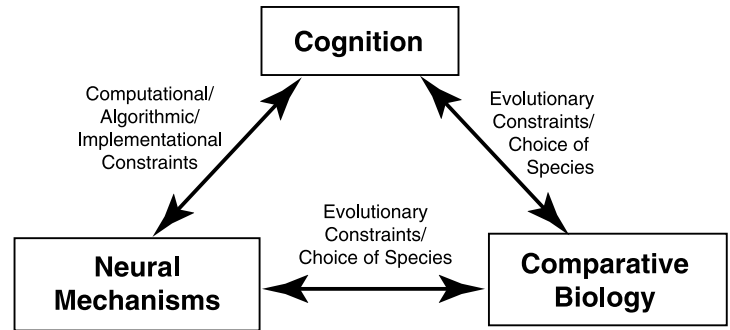 Cognition
Computational/
Algorithmic/
Implementational
Constraints
Evolutionary
Constraints/
Choice of
Species
Evolutionary
Constraints/
Choice of Species
Neural
Mechanisms
Comparative
Biology